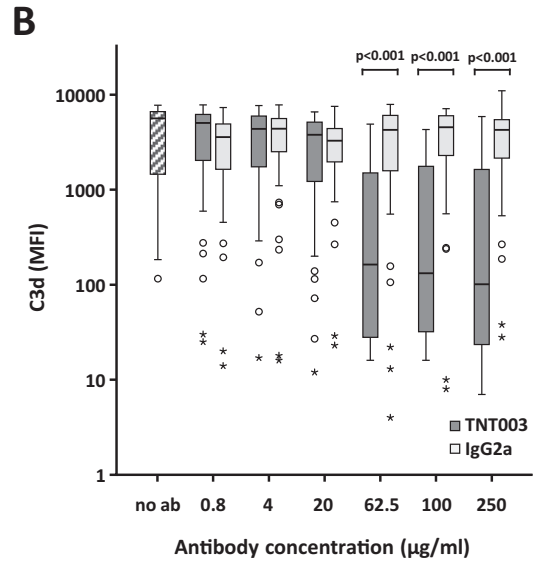 B
p<0.001 p<0.001 p<0.001
10000
1000
100
10
1
C3d (MFI)
TNT003
IgG2a
no ab 0.8 4 20 62.5 100 250
Antibody concentration (µg/ml)